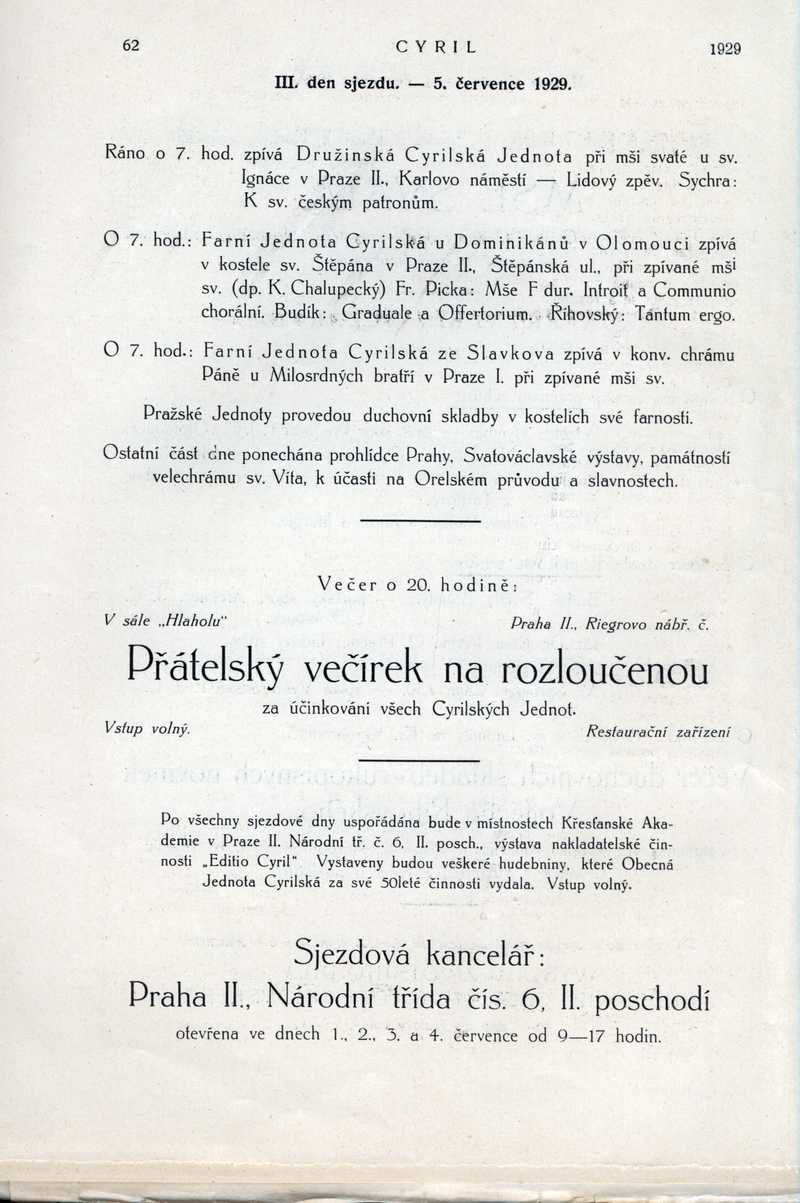 62
CYRIL
1929
III. den sjezdu. — 5. července 1929.
Ráno o 7. hod. zpívá Družinská Cyrilská Jednota při mši svaté u sv.
Ignáce v Praze II., Karlovo náměstí — Lidový zpěv. Sychra:
K sv. českým patronům.
O 7. hod.: Farní Jednota Cyrilská u Dominikánů v Olomouci zpívá
v kostele sv. Štěpána v Praze II., Štěpánská ul., při zpívané mši
sv. (dp. K. Chalupecký) Fr. Picka: Mše F dur. Introit a Communio
chorální. Budík: Graduale a Offertorium. Říhovský: Tantum ergo.
O 7. hod.: Farní Jednota Cyrilská ze Slavkova zpívá v konv. chrámu
Páně u Milosrdných bratří v Praze I. při zpívané mši sv.
Pražské Jednoty provedou duchovní skladby v kostelích své farnosti.
Ostatní část dne ponechána prohlídce Prahy, Svatováclavské výstavy, památností
velechrámu sv. Víta, k účasti na Orelském průvodu a slavnostech.
Večer o 20. hodině:
V sále „Hlaholu"
Praha II., Riegrovo nábř. č.
Přátelský večírek na rozloučenou
za účinkování všech Cyrilských Jednot.
Vstup volný.
Restaurační zařízení
Po všechny sjezdové dny uspořádána bude v místnostech Křesťanské Aka-
demie v Praze II. Národní tř. č. 6, II. posch., výstava nakladatelské čin-
nosti „Editio Cyril" Vystaveny budou veškeré hudebniny, které Obecná
Jednota Cyrilská za své 50leté činnosti vydala. Vstup volný.
Sjezdová kancelář:
Praha II., Národní třída čís. 6, II. poschodí
otevřena ve dnech 1., 2., 3. a 4. července od 9—17 hodin.